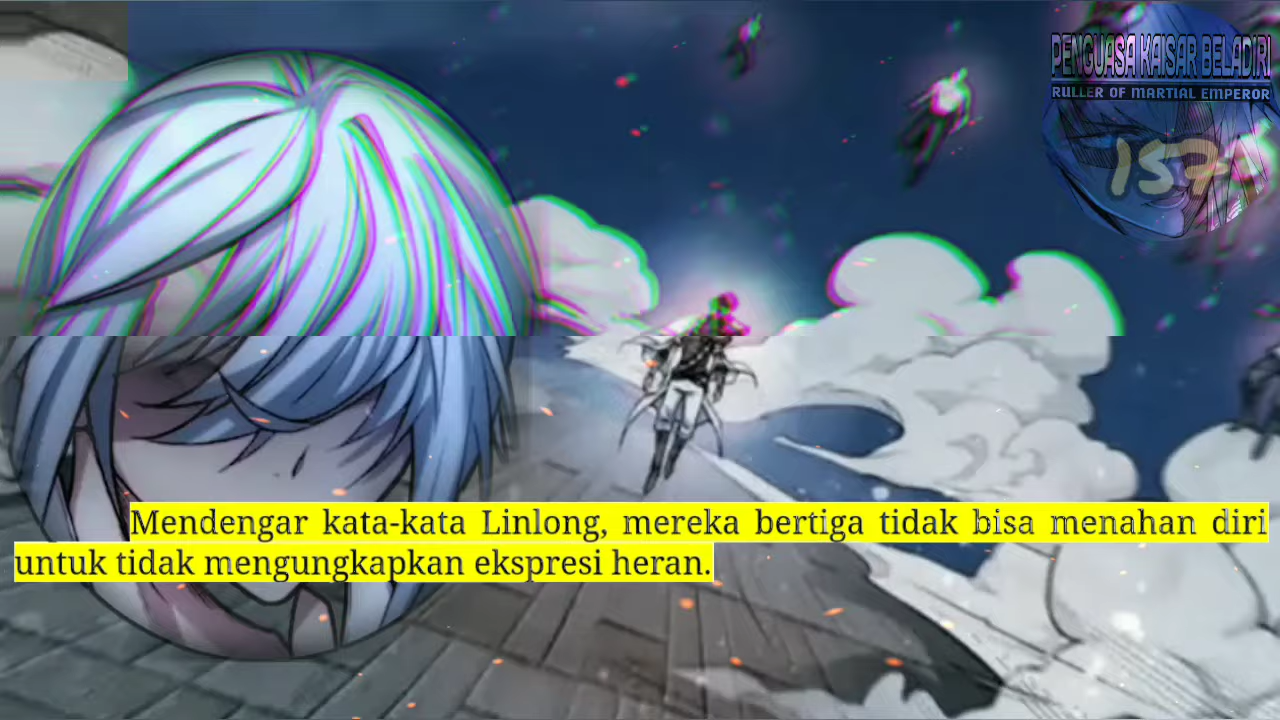 PENGUASA KAISAR BELADIRI
RULLER OF MARTIAL EMPEROR
157
Mendengar kata-kata Linlong, mereka bertiga tidak bisa menahan diri
untuk tidak mengungkapkan ekspresi heran.